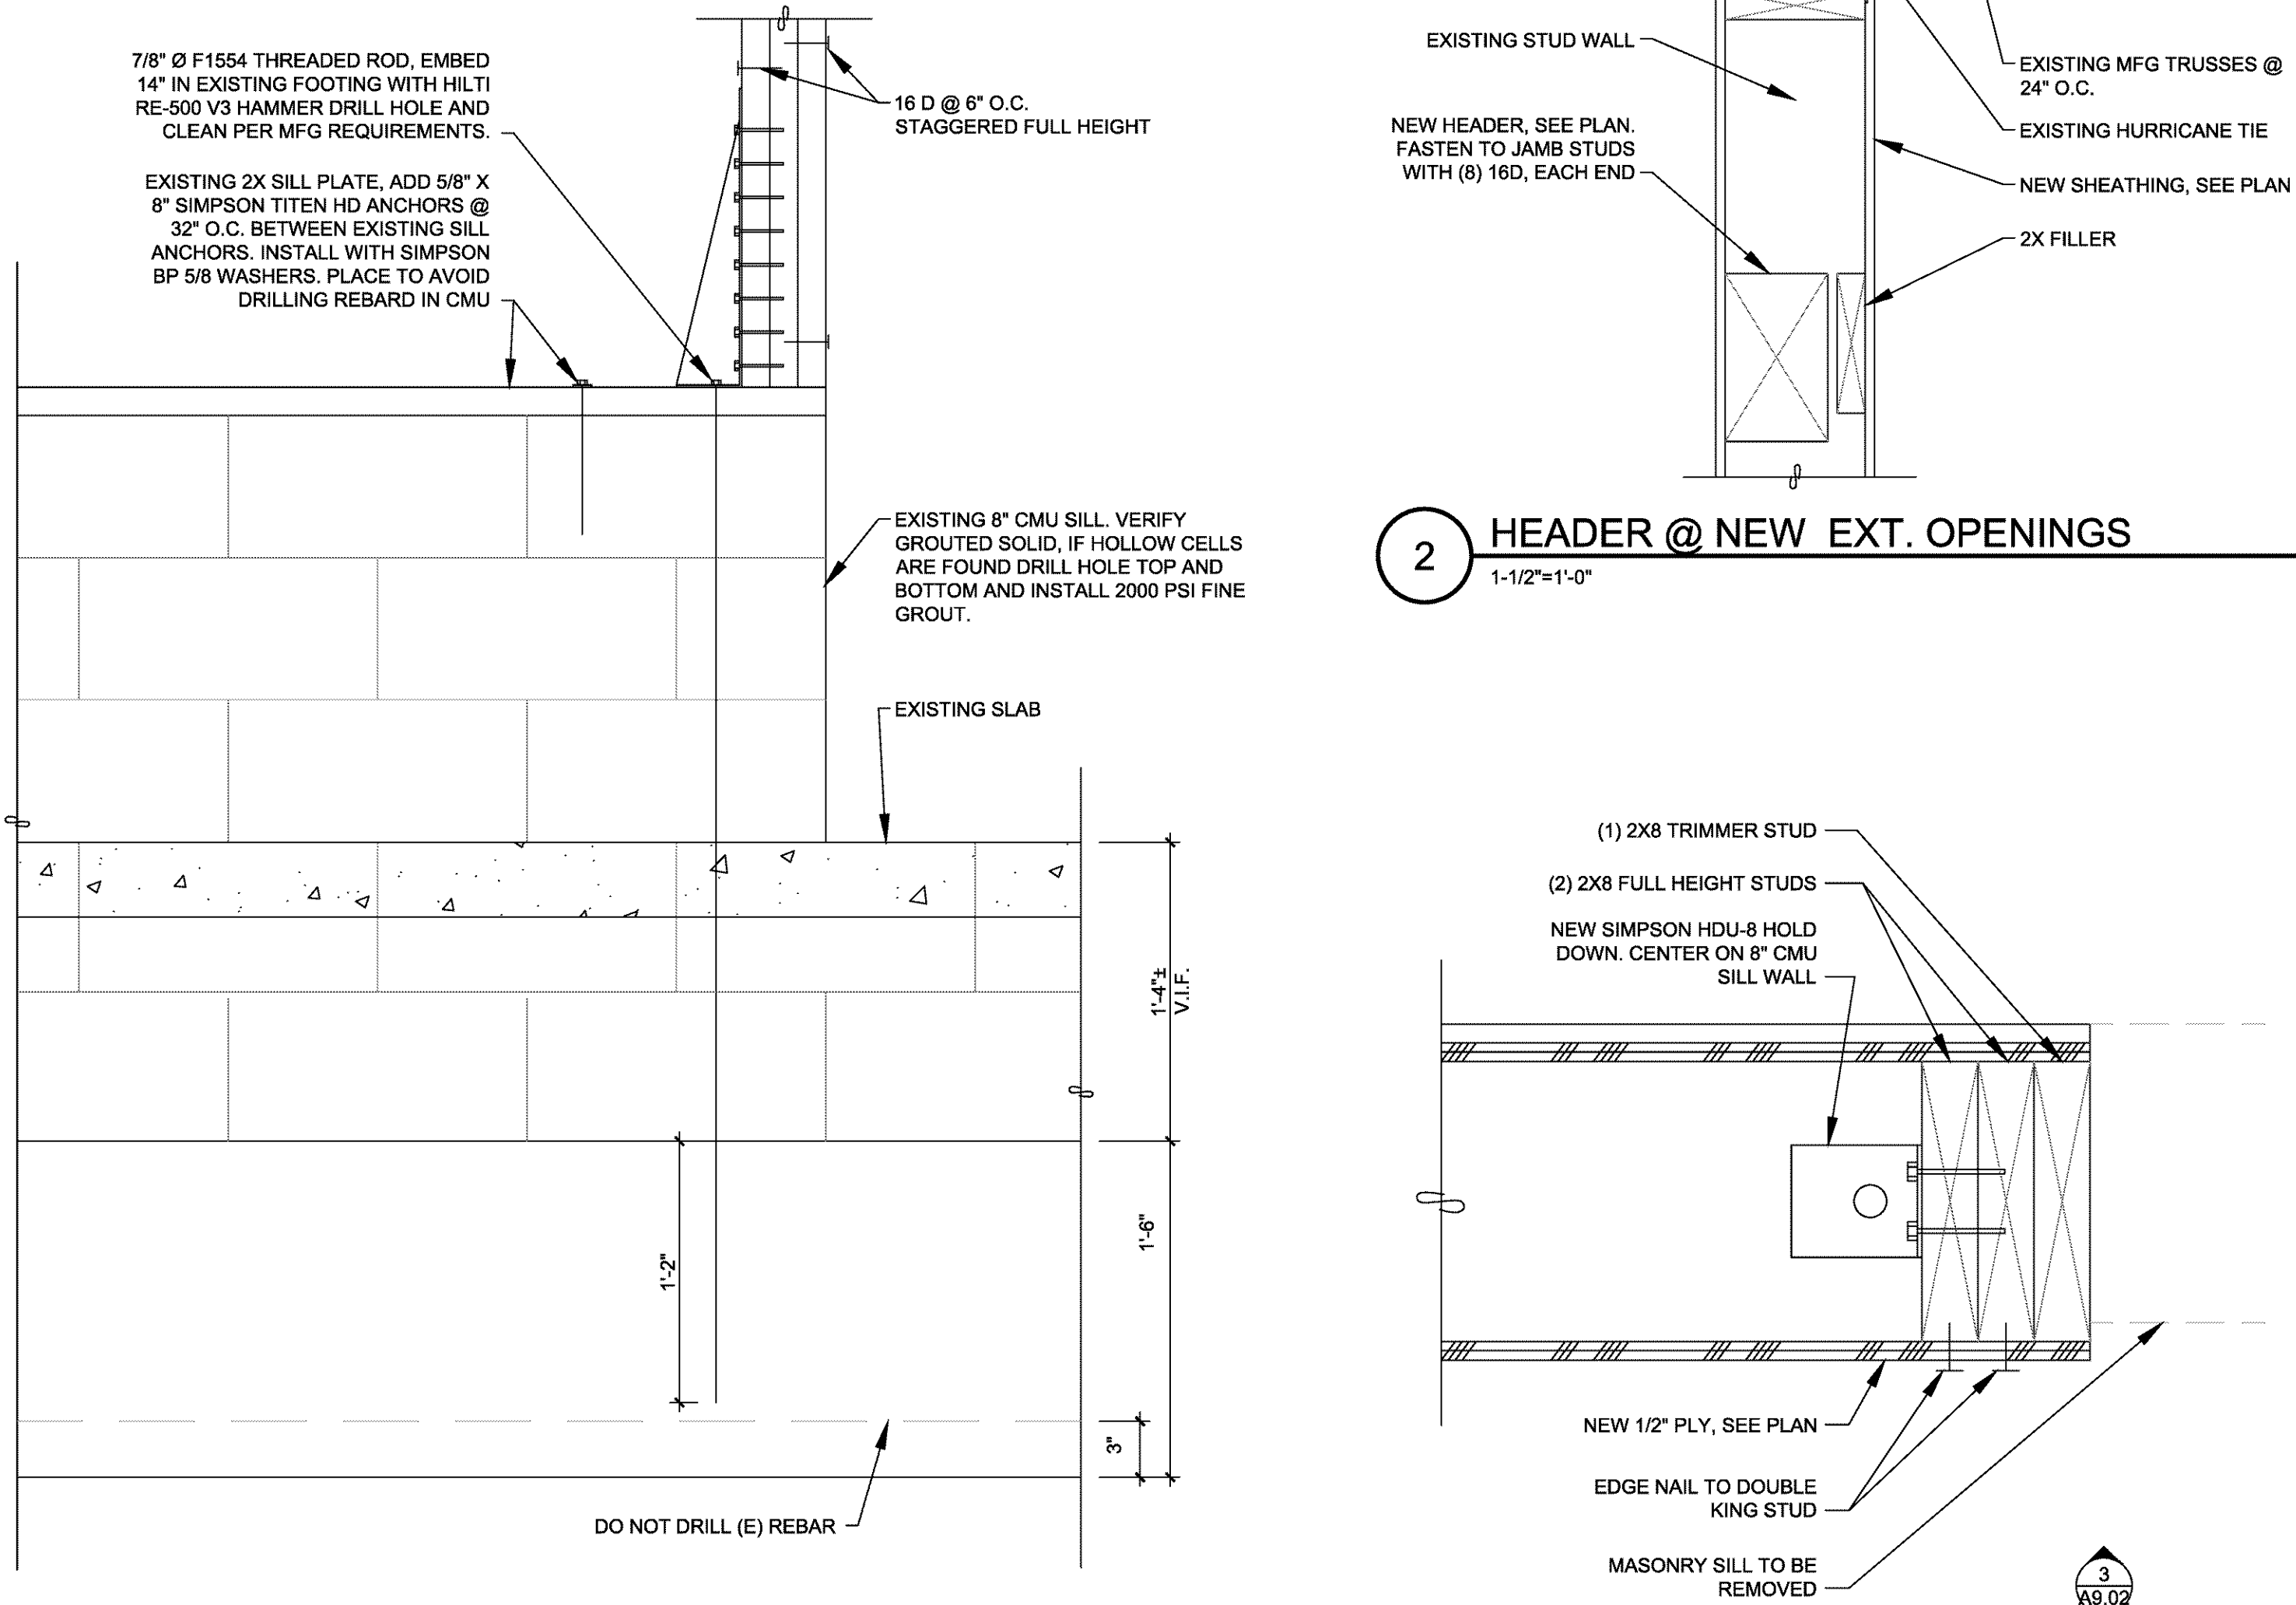 7/8" Ø F1554 THREADED ROD, EMBED
14" IN EXISTING FOOTING WITH HILTI
RE-500 V3 HAMMER DRILL HOLE AND
CLEAN PER MFG REQUIREMENTS.
EXISTING 2X SILL PLATE, ADD 5/8" X
8" SIMPSON TITEN HD ANCHORS @
32" O.C. BETWEEN EXISTING SILL
ANCHORS. INSTALL WITH SIMPSON
BP 5/8 WASHERS. PLACE TO AVOID
DRILLING REBARD IN CMU
16 D @ 6" O.C.
STAGGERED FULL HEIGHT
EXISTING 8" CMU SILL. VERIFY
GROUTED SOLID, IF HOLLOW CELLS
ARE FOUND DRILL HOLE TOP AND
BOTTOM AND INSTALL 2000 PSI FINE
GROUT.
EXISTING SLAB
1'-4"±
V.I.F.
1'-6"
1'-2"
3"
DO NOT DRILL (E) REBAR
EXISTING STUD WALL
NEW HEADER, SEE PLAN.
FASTEN TO JAMB STUDS
WITH (8) 16D, EACH END
EXISTING MFG TRUSSES @
24" O.C.
EXISTING HURRICANE TIE
NEW SHEATHING, SEE PLAN
2X FILLER
2
HEADER @ NEW EXT. OPENINGS
1-1/2"=1'-0"
(1) 2X8 TRIMMER STUD
(2) 2X8 FULL HEIGHT STUDS
NEW SIMPSON HDU-8 HOLD
DOWN. CENTER ON 8" CMU
SILL WALL
NEW 1/2" PLY, SEE PLAN
EDGE NAIL TO DOUBLE
KING STUD
MASONRY SILL TO BE
REMOVED
3
A9.02